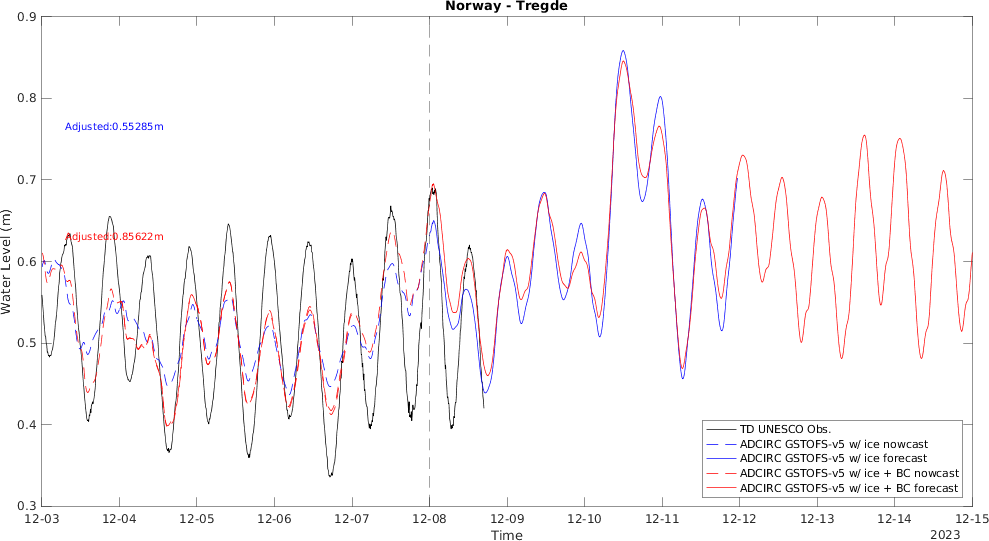 Norway - Tregde
0.9
0.8
0.7
0.6
0.5
0.4
0.3
Water Level (m)
Adjusted:0.55285m
Adjusted:0.85622m
TD UNESCO Obs.
ADCIRC GSTOFS-v5 w/ ice nowcast
ADCIRC GSTOFS-v5 w/ ice forecast
ADCIRC GSTOFS-v5 w/ ice + BC nowcast
ADCIRC GSTOFS-v5 w/ ice + BC forecast
12-03 12-04 12-05 12-06 12-07 12-08 12-09 12-10 12-11 12-12 12-13 12-14 12-15
Time
2023